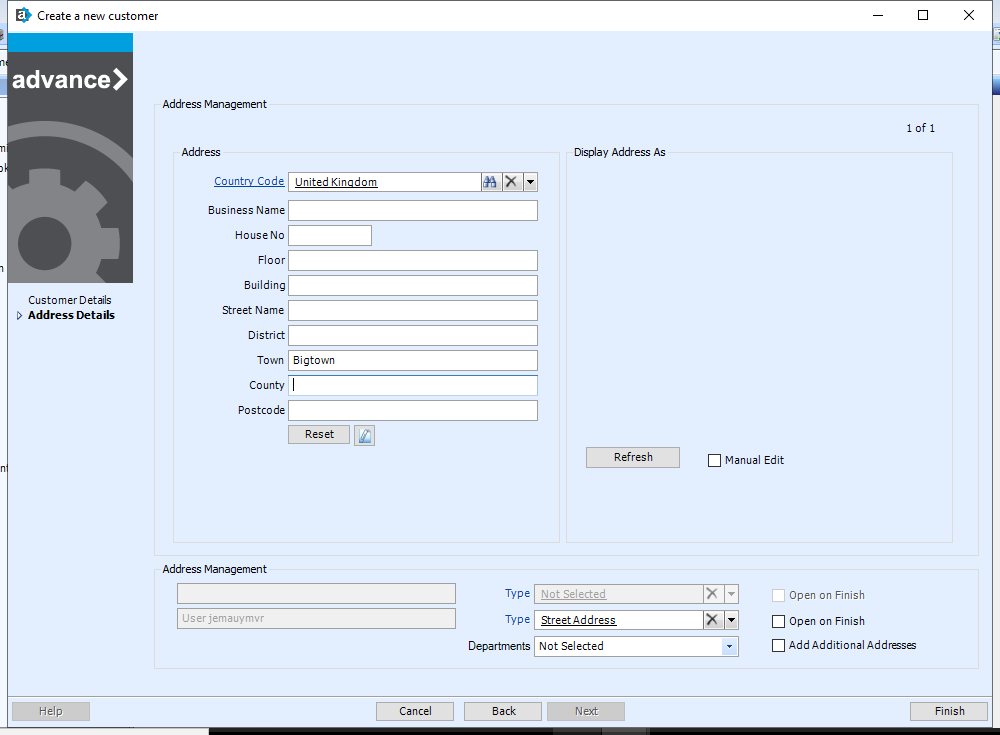 Create a new customer
advance
Address Management
1 of 1
Address
Display Address As
Country Code United Kingdom
Business Name
House No
Floor
Building
Street Name
District
Town Bigtown
County
Postcode
Reset
Refresh
Manual Edit
Customer Details
Address Details
Address Management
Type Not Selected Open on Finish
User jemauymvr Type Street Address Open on Finish
Departments Not Selected Add Additional Addresses
Help Cancel Back Next Finish